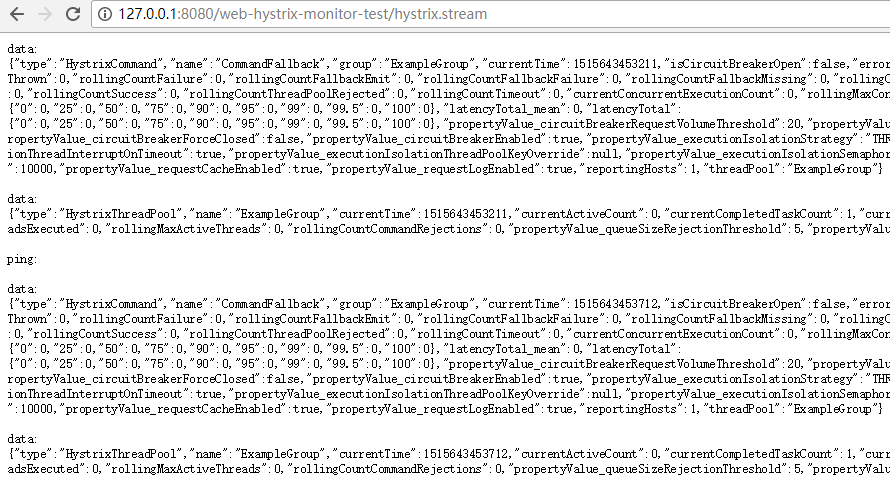 127.0.0.1:8080/web-hystrix-monitor-test/hystrix.stream
data:
{"type":"HystrixCommand","name":"CommandFallback","group":"ExampleGroup","currentTime":1515643453211,"isCircuitBreakerOpen":false,"error
Thrown":0,"rollingCountFailure":0,"rollingCountFallbackEmit":0,"rollingCountFallbackFailure":0,"rollingCountFallbackMissing":0,"rollingC
:0,"rollingCountSuccess":0,"rollingCountThreadPoolRejected":0,"rollingCountTimeout":0,"currentConcurrentExecutionCount":0,"rollingMaxCon
{"0":0,"25":0,"50":0,"75":0,"90":0,"95":0,"99":0,"99.5":0,"100":0},"latencyTotal_mean":0,"latencyTotal":
{"0":0,"25":0,"50":0,"75":0,"90":0,"95":0,"99":0,"99.5":0,"100":0},"propertyValue_circuitBreakerRequestVolumeThreshold":20,"propertyValu
ropertyValue_circuitBreakerForceClosed":false,"propertyValue_circuitBreakerEnabled":true,"propertyValue_executionIsolationStrategy":"THR
ionThreadInterruptOnTimeout":true,"propertyValue_executionIsolationThreadPoolKeyOverride":null,"propertyValue_executionIsolationSemaphor
":10000,"propertyValue_requestCacheEnabled":true,"propertyValue_requestLogEnabled":true,"reportingHosts":1,"threadPool":"ExampleGroup"}
data:
{"type":"HystrixThreadPool","name":"ExampleGroup","currentTime":1515643453211,"currentActiveCount":0,"currentCompletedTaskCount":1,"curr
adsExecuted":0,"rollingMaxActiveThreads":0,"rollingCountCommandRejections":0,"propertyValue_queueSizeRejectionThreshold":5,"propertyValu
ping:
data:
{"type":"HystrixCommand","name":"CommandFallback","group":"ExampleGroup","currentTime":1515643453712,"isCircuitBreakerOpen":false,"error
Thrown":0,"rollingCountFailure":0,"rollingCountFallbackEmit":0,"rollingCountFallbackFailure":0,"rollingCountFallbackMissing":0,"rollingC
:0,"rollingCountSuccess":0,"rollingCountThreadPoolRejected":0,"rollingCountTimeout":0,"currentConcurrentExecutionCount":0,"rollingMaxCon
{"0":0,"25":0,"50":0,"75":0,"90":0,"95":0,"99":0,"99.5":0,"100":0},"latencyTotal_mean":0,"latencyTotal":
{"0":0,"25":0,"50":0,"75":0,"90":0,"95":0,"99":0,"99.5":0,"100":0},"propertyValue_circuitBreakerRequestVolumeThreshold":20,"propertyValu
ropertyValue_circuitBreakerForceClosed":false,"propertyValue_circuitBreakerEnabled":true,"propertyValue_executionIsolationStrategy":"THR
ionThreadInterruptOnTimeout":true,"propertyValue_executionIsolationThreadPoolKeyOverride":null,"propertyValue_executionIsolationSemaphor
":10000,"propertyValue_requestCacheEnabled":true,"propertyValue_requestLogEnabled":true,"reportingHosts":1,"threadPool":"ExampleGroup"}
data:
{"type":"HystrixThreadPool","name":"ExampleGroup","currentTime":1515643453712,"currentActiveCount":0,"currentCompletedTaskCount":1,"curr
adsExecuted":0,"rollingMaxActiveThreads":0,"rollingCountCommandRejections":0,"propertyValue_queueSizeRejectionThreshold":5,"propertyValu